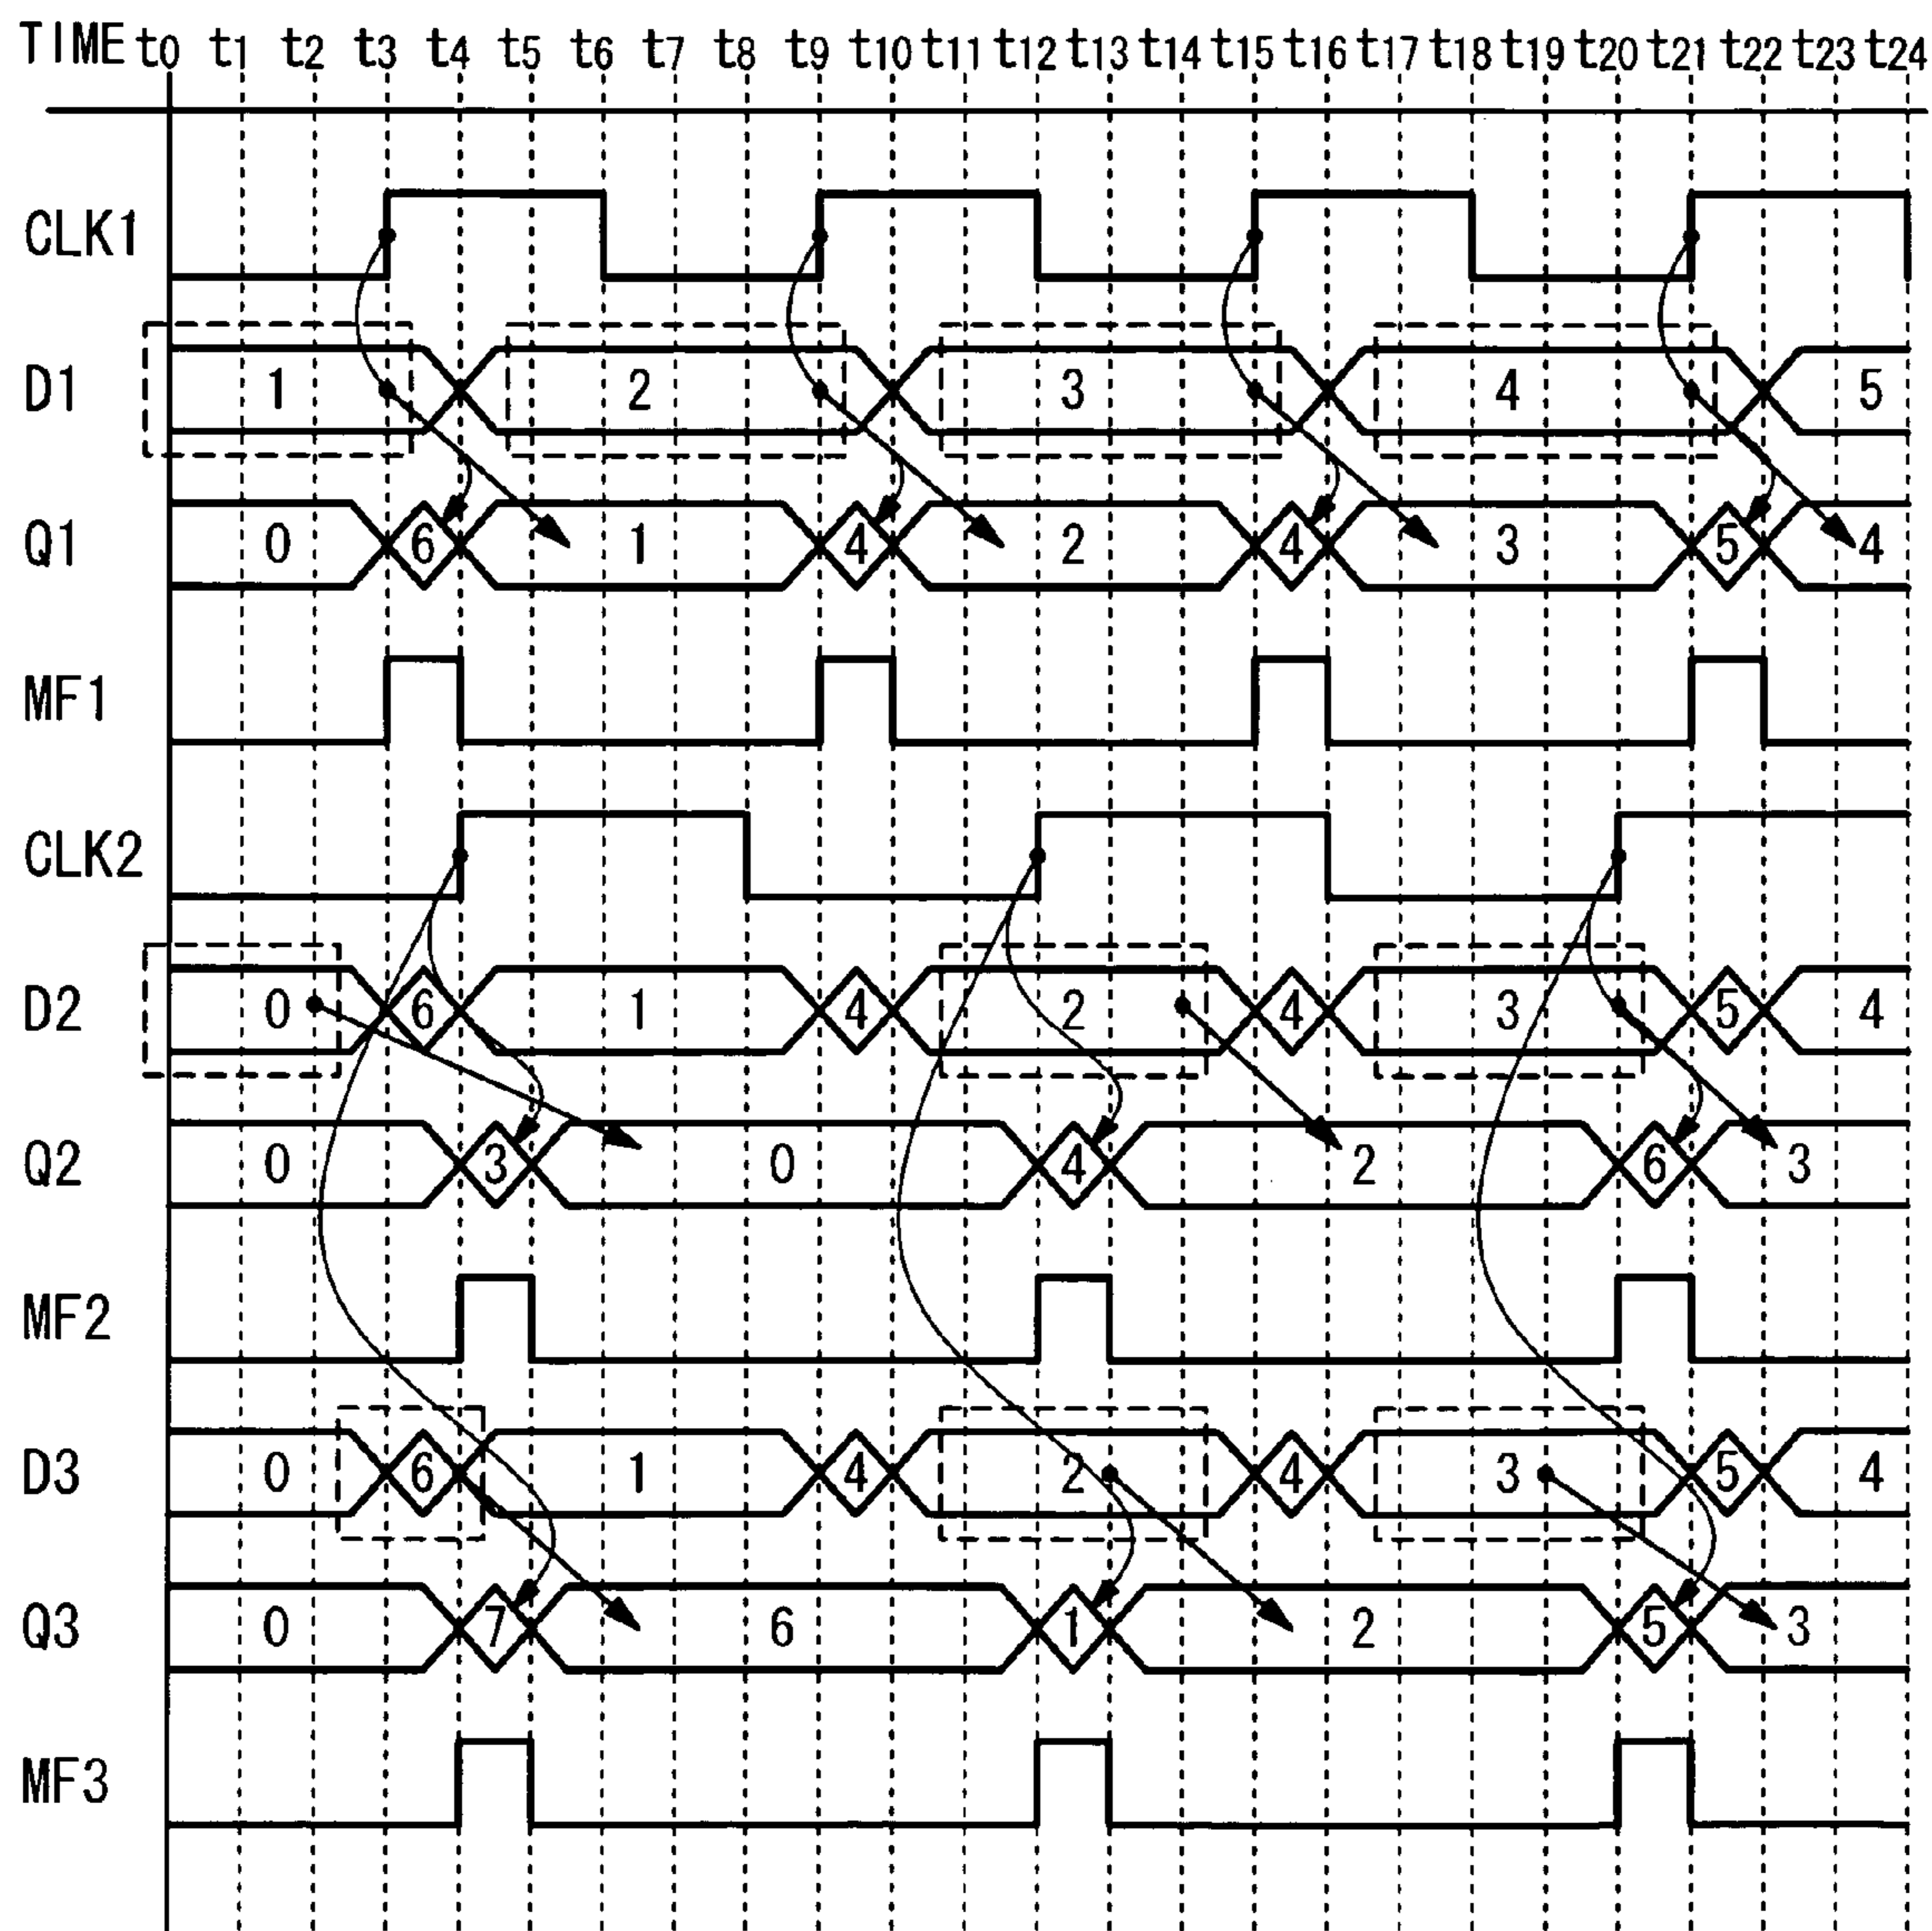 TIME t0 t1 t2 t3 t4 t5 t6 t7 t8 t9 t10 t11 t12 t13 t14 t15 t16 t17 t18 t19 t20 t21 t22 t23 t24
CLK1
D1 1 2 3 4 5
Q1 0 6 1 4 2 4 3 5 4
MF1
CLK2
D2 0 6 1 4 2 4 3 5 4
Q2 0 3 0 4 2 6 3
MF2
D3 0 6 1 4 2 4 3 5 4
Q3 0 7 6 1 2 5 3
MF3